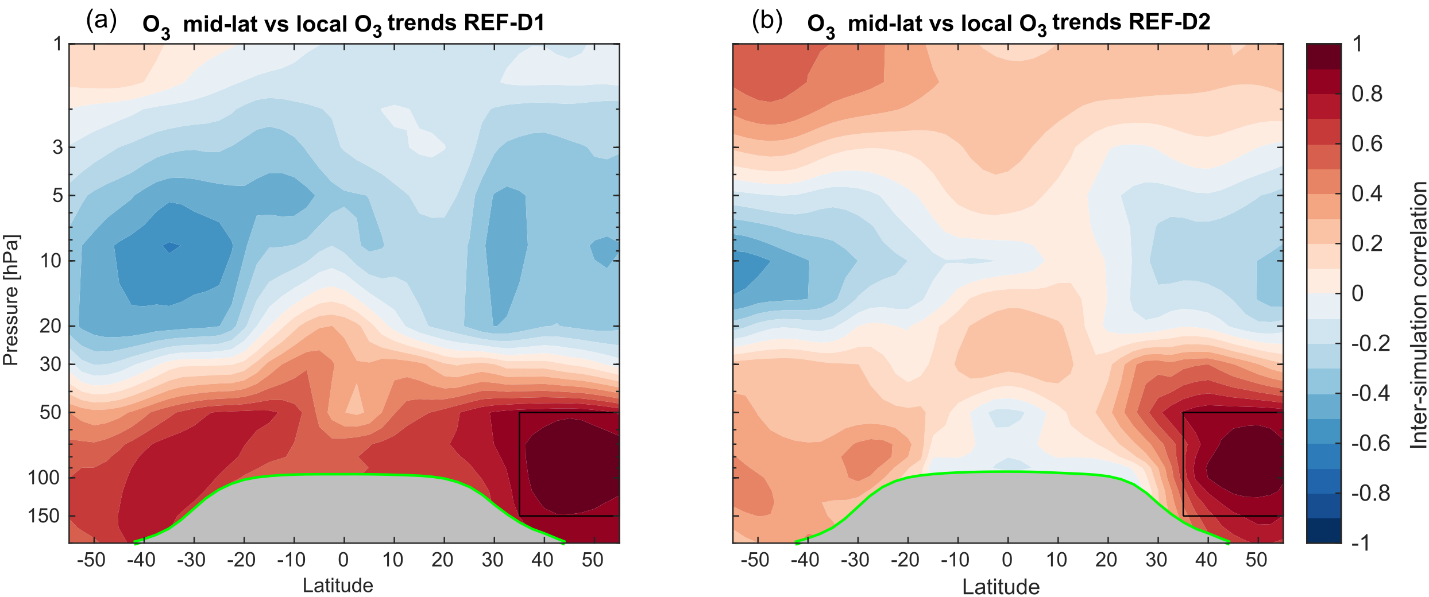 (a) O3 mid-lat vs local O3 trends REF-D1
1
3
5
10
20
30
50
100
150
Pressure [hPa]
-50 -40 -30 -20 -10 0 10 20 30 40 50
Latitude
(b) O3 mid-lat vs local O3 trends REF-D2
-50 -40 -30 -20 -10 0 10 20 30 40 50
Latitude
1
0.8
0.6
0.4
0.2
0
-0.2
-0.4
-0.6
-0.8
-1
Inter-simulation correlation